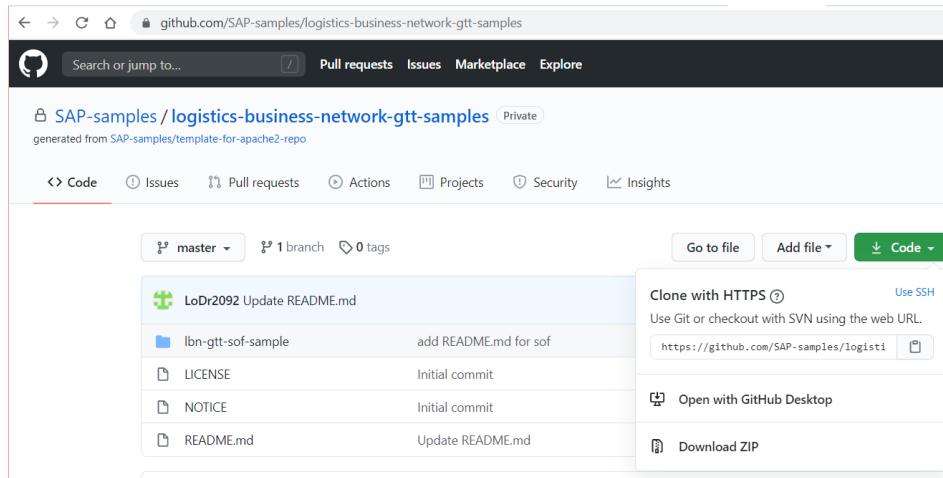 github.com/SAP-samples/logistics-business-network-gtt-samples
Search or jump to... / Pull requests Issues Marketplace Explore
SAP-samples / logistics-business-network-gtt-samples Private
generated from SAP-samples/template-for-apache2-repo
<> Code Issues Pull requests Actions Projects Security Insights
master 1 branch 0 tags Go to file Add file Code
LoDr2092 Update README.md
lbn-gtt-sof-sample add README.md for sof
LICENSE Initial commit
NOTICE Initial commit
README.md Update README.md
Clone with HTTPS ? Use SSH
Use Git or checkout with SVN using the web URL.
https://github.com/SAP-samples/logisti
Open with GitHub Desktop
Download ZIP